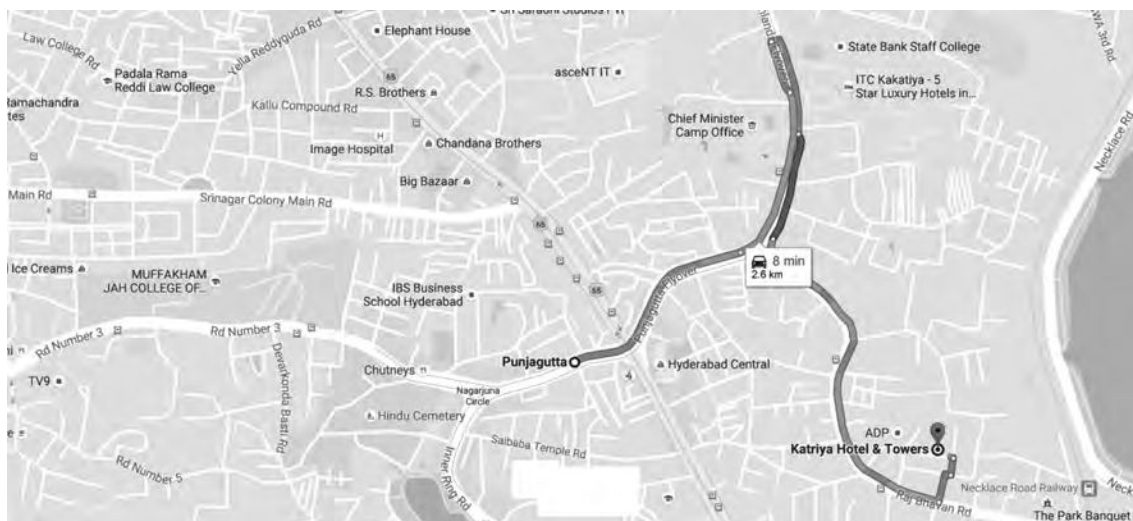 Elephant House
State Bank Staff College
Law College Rd
Yella Reddyguda Rd
asceNT IT
65
Padala Rama
Reddi Law College
R.S. Brothers
ITC Kakatiya - 5
Star Luxury Hotels in...
Kallu Compound Rd
Chief Minister
Camp Office
H
Image Hospital
Chandana Brothers
Necklace Rd
Big Bazaar
Main Rd
Srinagar Colony Main Rd
65
Ice Creams
MUFFAKHAM
JAH COLLEGE OF...
8 min
2.6 km
IBS Business
School Hyderabad
65
Punjagutta Flyover
Rd Number 3
Rd Number 3
Devarkonda Basti Rd
Punjagutta
Hyderabad Central
Chutneys
TV9
Nagarjuna
Circle
Hindu Cemetery
ADP
Saibaba Temple Rd
Katriya Hotel & Towers
Rd Number 5
Inner Ring Rd
Necklace Road Railway
Raj Bhavan Rd
The Park Banquet